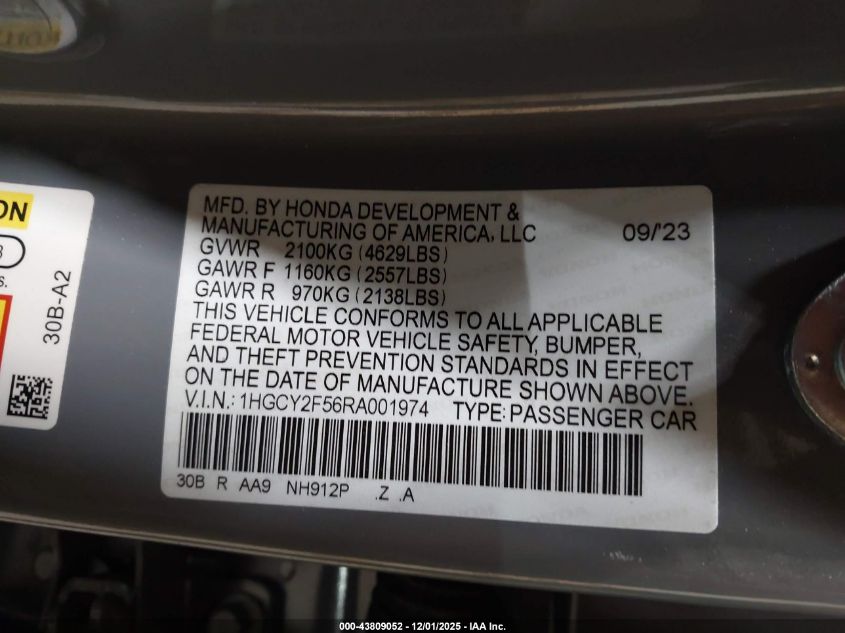 ON
3
s.
30B-A2
MFD. BY HONDA DEVELOPMENT &
MANUFACTURING OF AMERICA, LLC 09/'23
GVWR 2100KG (4629LBS)
GAWR F 1160KG (2557LBS)
GAWR R 970KG (2138LBS)
THIS VEHICLE CONFORMS TO ALL APPLICABLE
FEDERAL MOTOR VEHICLE SAFETY, BUMPER,
AND THEFT PREVENTION STANDARDS IN EFFECT
ON THE DATE OF MANUFACTURE SHOWN ABOVE.
V.I.N.: 1HGCY2F56RA001974 TYPE: PASSENGER CAR
30B R AA9 NH912P .Z .A
000-43809052 - 12/01/2025 - IAA Inc.